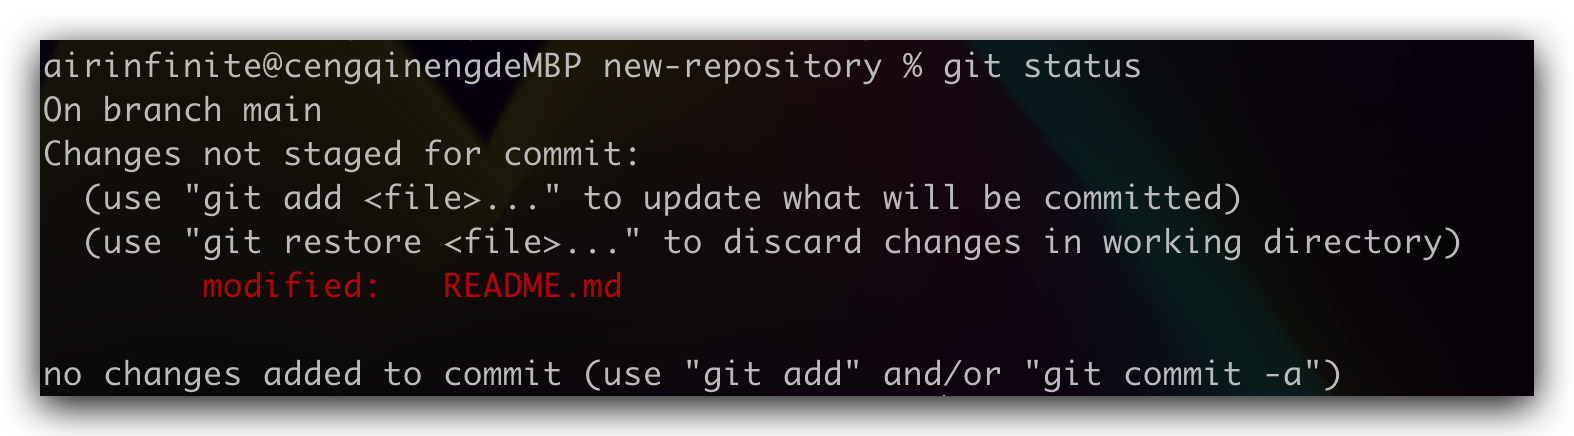 airinfinite@cengqinengdeMBP new-repository % git status
On branch main
Changes not staged for commit:
  (use "git add <file>..." to update what will be committed)
  (use "git restore <file>..." to discard changes in working directory)
        modified:   README.md

no changes added to commit (use "git add" and/or "git commit -a")